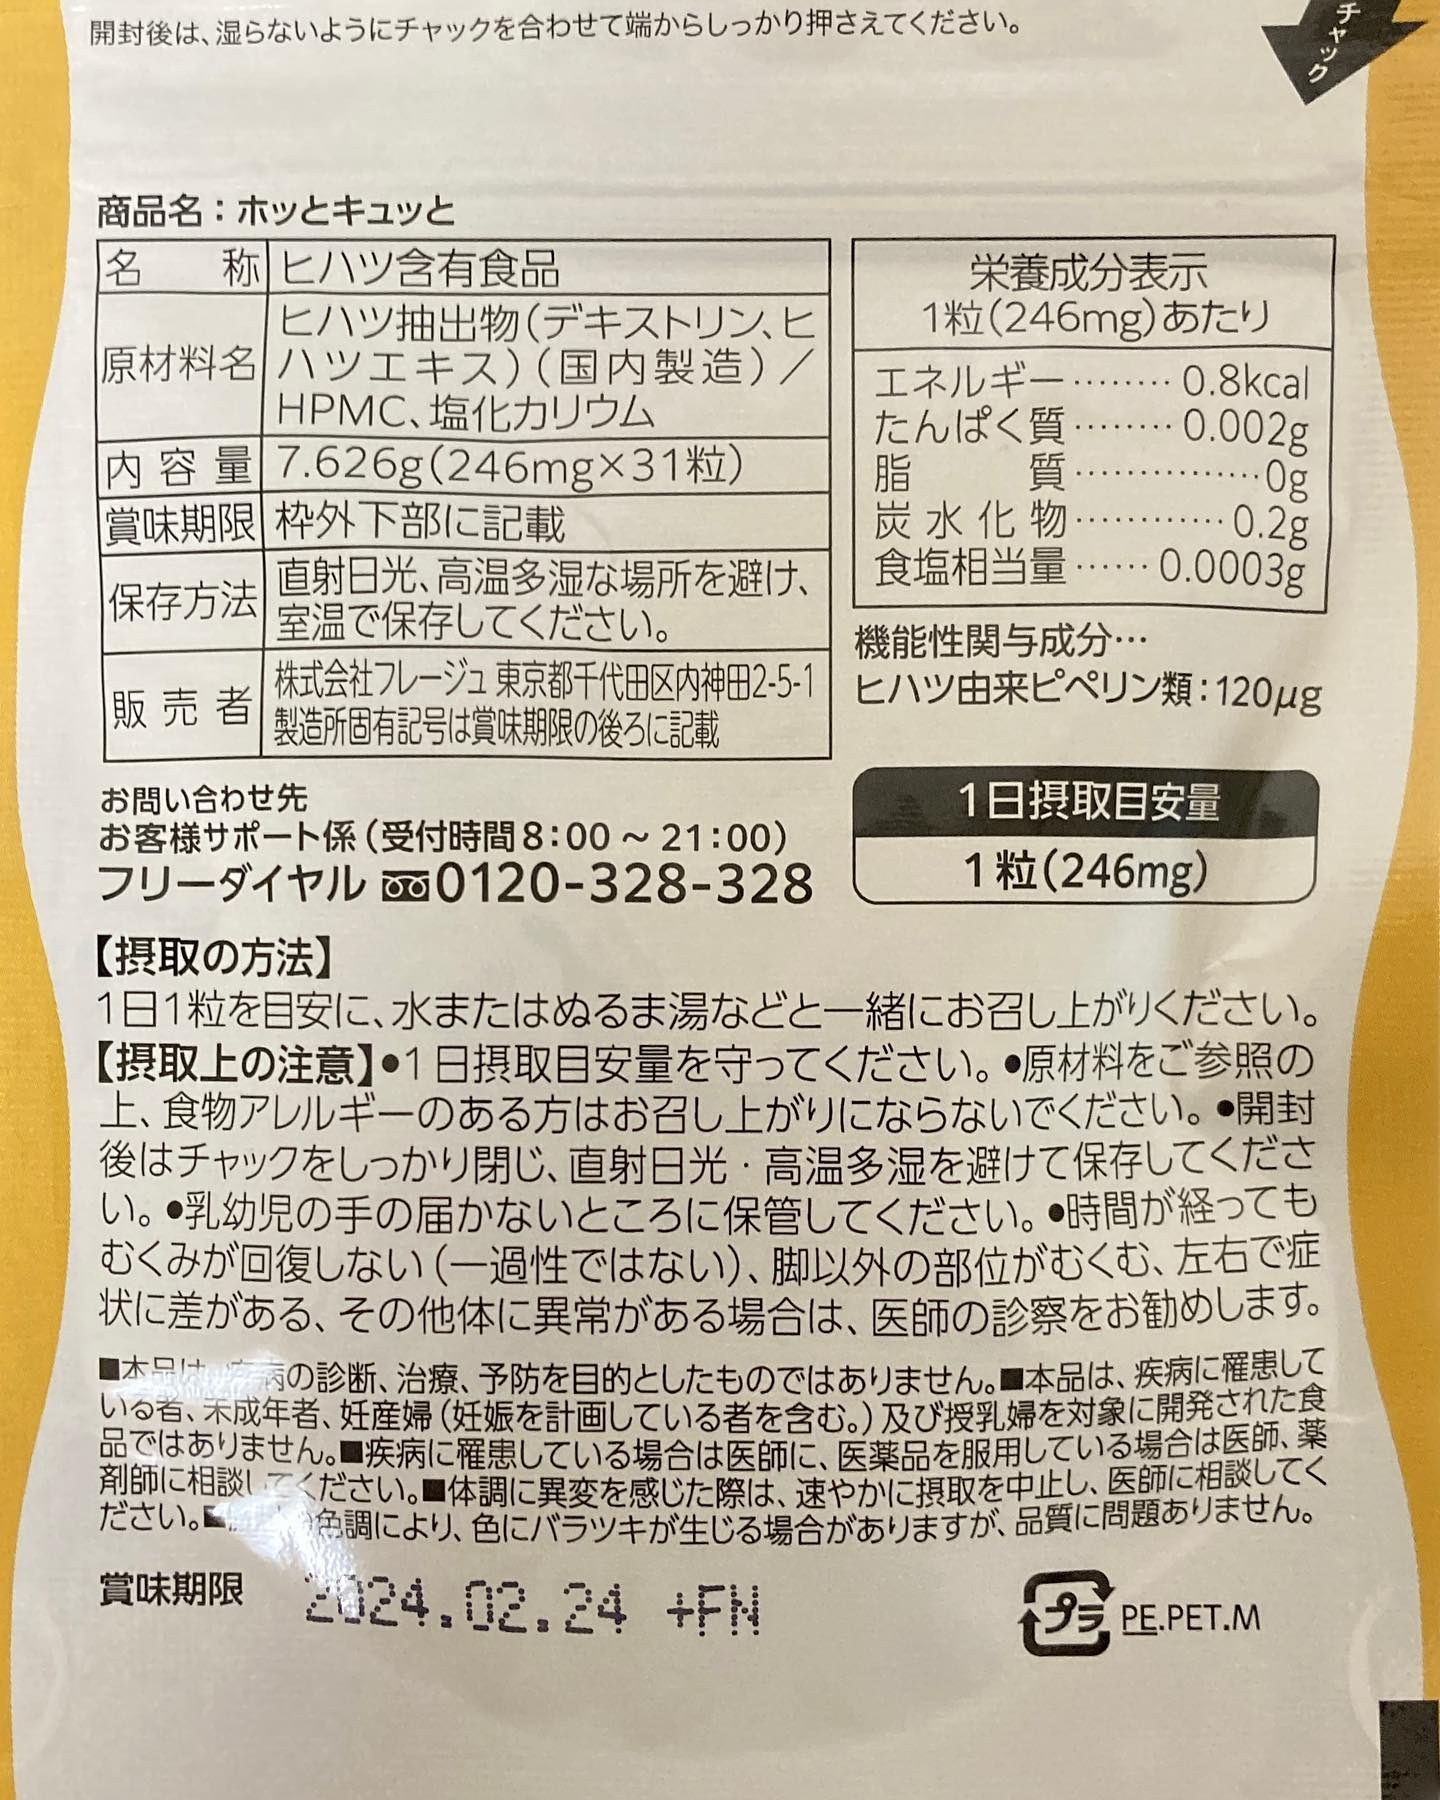 開封後は、湿らないようにチャックを合わせて端からしっかり押さえてください。
チャック
商品名：ホッとキュッと
名 称 ヒハツ含有食品
原材料名 ヒハツ抽出物(デキストリン、ヒ
ハツエキス)(国内製造)／
HPMC、塩化カリウム
内容量 7.626g(246mg×31粒)
賞味期限 枠外下部に記載
保存方法 直射日光、高温多湿な場所を避け、
室温で保存してください。
販売者 株式会社フレージュ 東京都千代田区内神田2-5-1
製造所固有記号は賞味期限の後ろに記載
栄養成分表示
1粒(246mg)あたり
エネルギー……… 0.8kcal
たんぱく質……… 0.002g
脂 質……………0g
炭水化物………… 0.2g
食塩相当量…… 0.0003g
機能性関与成分…
ヒハツ由来ピペリン類：120μg
1日摂取目安量
1粒(246mg)
お問い合わせ先
お客様サポート係(受付時間8：00 ～ 21：00)
フリーダイヤル 0120-328-328
【摂取の方法】
1日1粒を目安に、水またはぬるま湯などと一緒にお召し上がりください。
【摂取上の注意】●1日摂取目安量を守ってください。●原材料をご参照の
上、食物アレルギーのある方はお召し上がりにならないでください。●開封
後はチャックをしっかり閉じ、直射日光・高温多湿を避けて保存してくださ
い。●乳幼児の手の届かないところに保管してください。●時間が経っても
むくみが回復しない(一過性ではない)、脚以外の部位がむくむ、左右で症
状に差がある、その他体に異常がある場合は、医師の診察をお勧めします。
■本品は、疾病の診断、治療、予防を目的としたものではありません。■本品は、疾病に罹患して
いる者、未成年者、妊産婦(妊娠を計画している者を含む。)及び授乳婦を対象に開発された食
品ではありません。■疾病に罹患している場合は医師に、医薬品を服用している場合は医師、薬
剤師に相談してください。■体調に異変を感じた際は、速やかに摂取を中止し、医師に相談してく
ださい。■色調により、色にバラツキが生じる場合がありますが、品質に問題ありません。
賞味期限 2024.02.24 +FN
プラ PE.PET.M